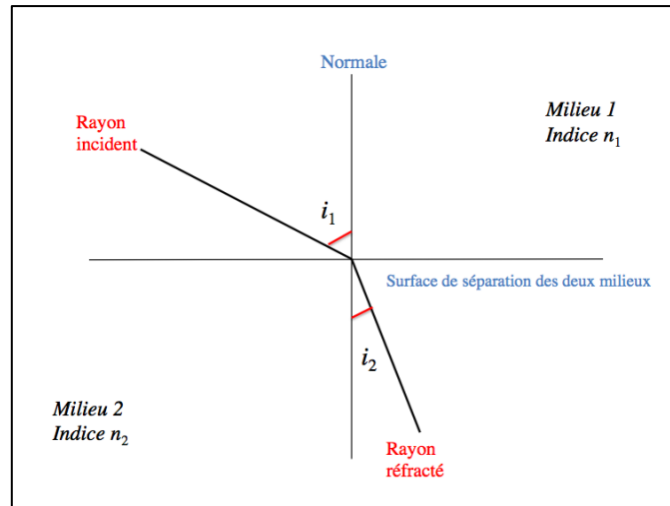 Normale
Milieu 1
Indice n₁
Rayon
incident
i₁
Surface de séparation des deux milieux
i₂
Milieu 2
Indice n₂
Rayon
réfracté